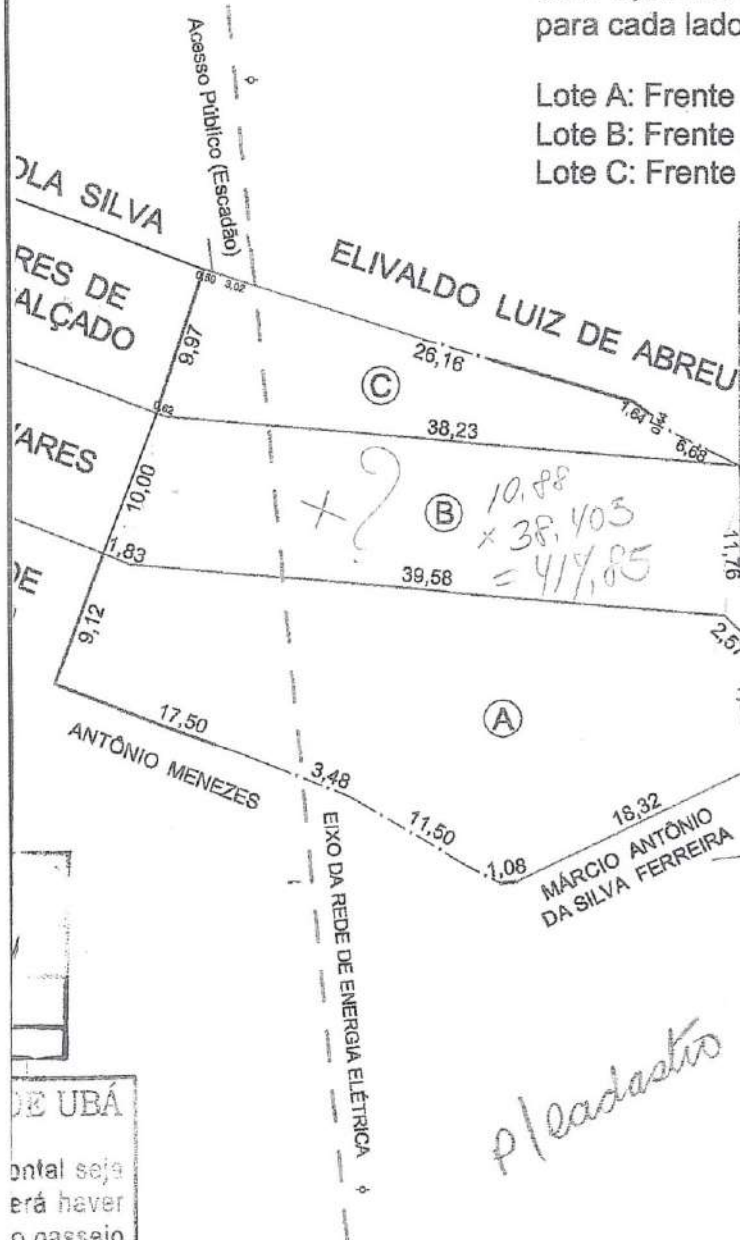 para cada lado
Lote A: Frente
Lote B: Frente
Lote C: Frente
Acesso Público (Escadão)
OLA SILVA
RES DE
ALÇADO
ELIVALDO LUIZ DE ABREU
0,80 3,02
9,97
26,16
C
1,64
6,68
0,62
38,23
ARES
10,00
+ ?
B
10,88
x 38,403
= 417,85
11,76
1,83
39,58
DE
9,12
2,57
A
17,50
ANTÔNIO MENEZES
3,48
11,50
1,08
18,32
MÁRCIO ANTÔNIO
DA SILVA FERREIRA
EIXO DA REDE DE ENERGIA ELÉTRICA
p/cadastro
DE UBÁ
ontal seja
erá haver
o passeio